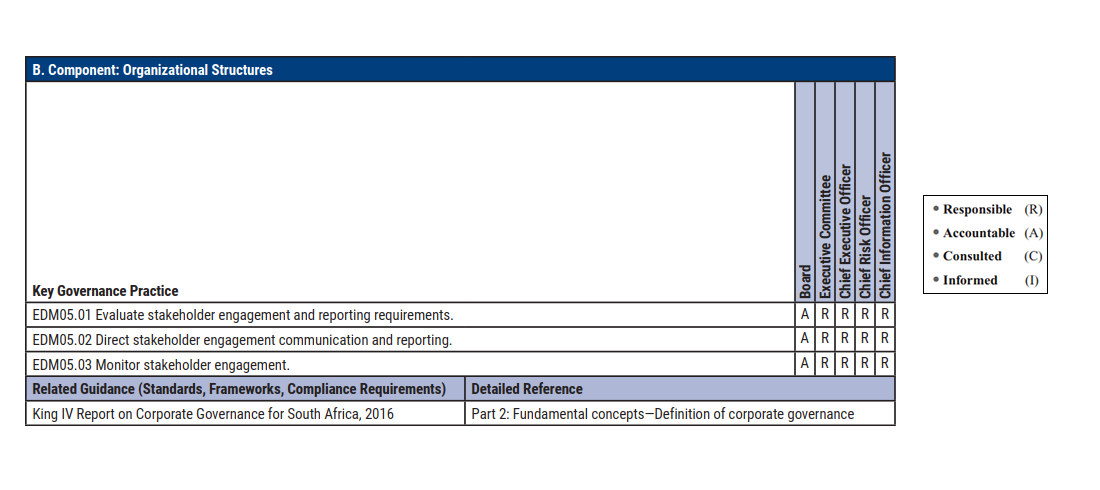 B. Component: Organizational Structures
Key Governance Practice
Board
Executive Committee
Chief Executive Officer
Chief Risk Officer
Chief Information Officer
EDM05.01 Evaluate stakeholder engagement and reporting requirements. A R R R R
EDM05.02 Direct stakeholder engagement communication and reporting. A R R R R
EDM05.03 Monitor stakeholder engagement. A R R R R
Related Guidance (Standards, Frameworks, Compliance Requirements) Detailed Reference
King IV Report on Corporate Governance for South Africa, 2016 Part 2: Fundamental concepts—Definition of corporate governance
• Responsible (R)
• Accountable (A)
• Consulted (C)
• Informed (I)